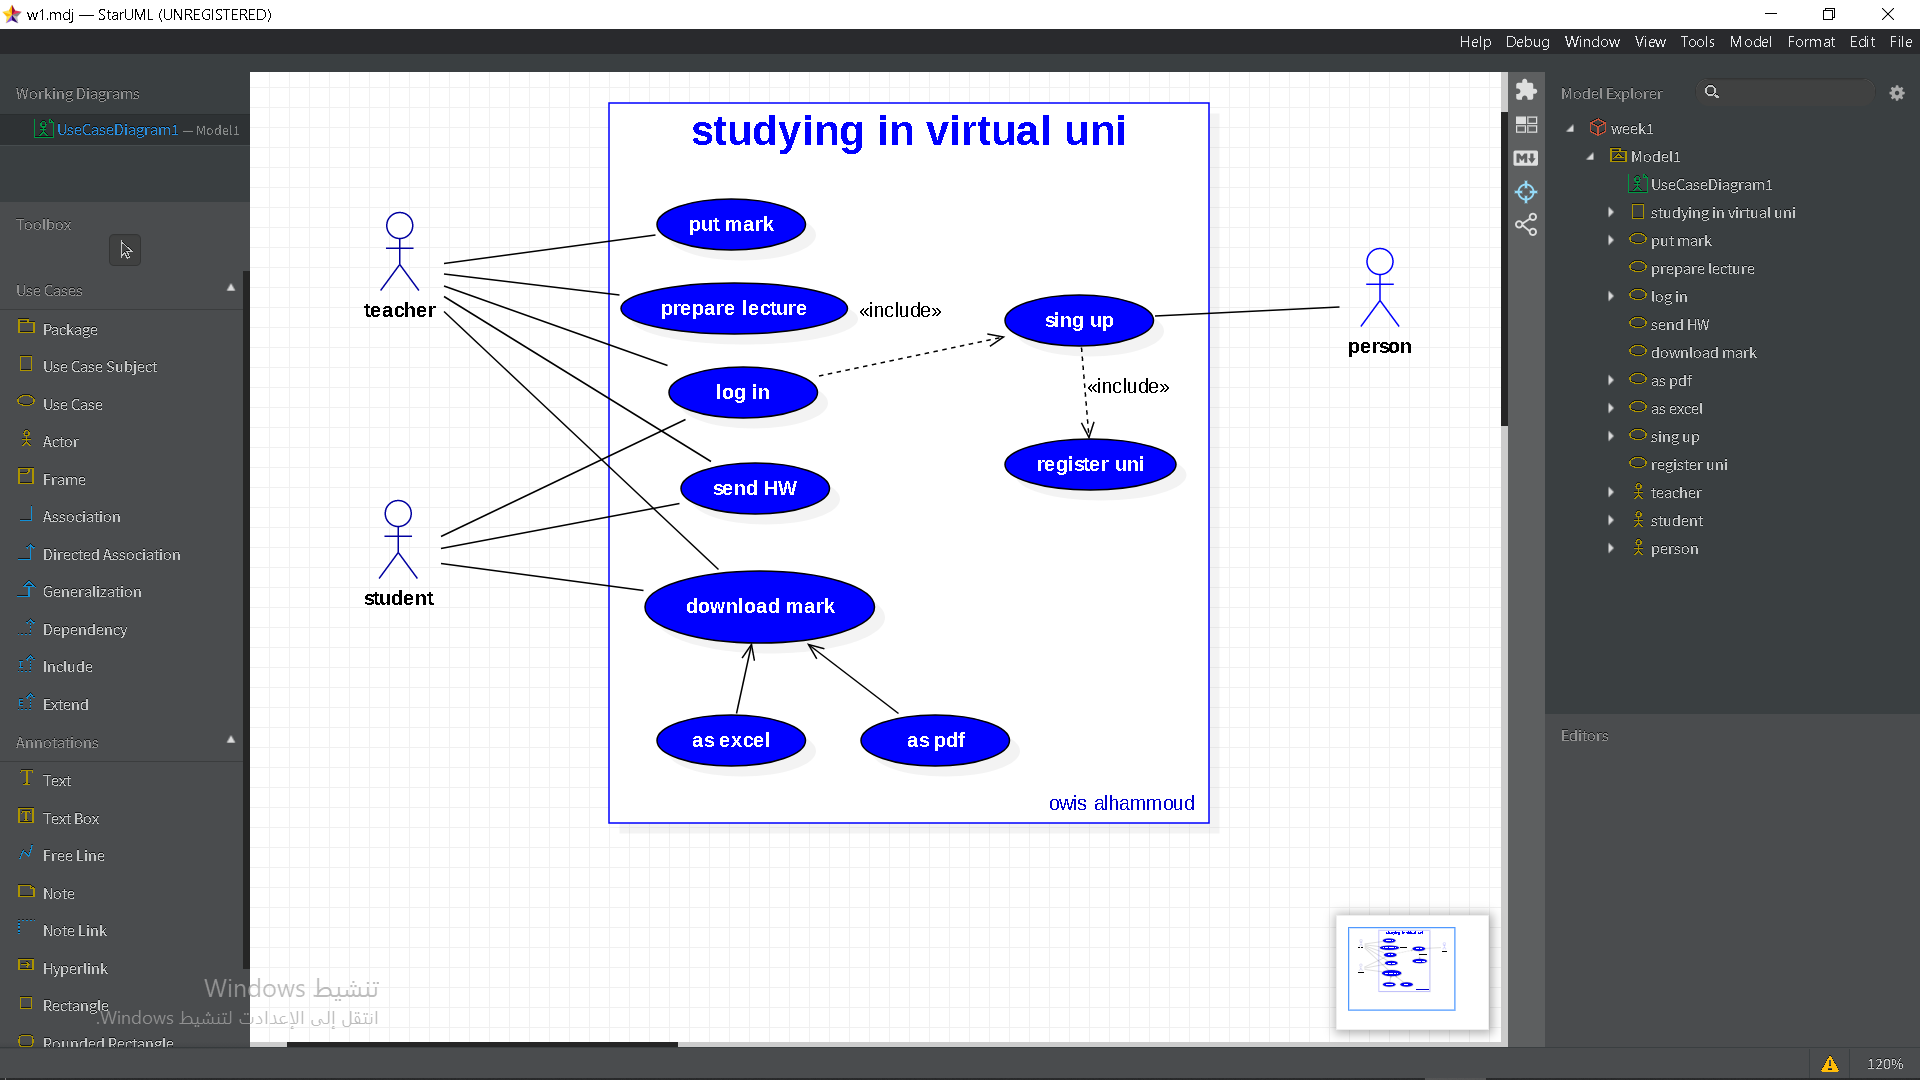 w1.mdj — StarUML (UNREGISTERED)
Help Debug Window View Tools Model Format Edit File
Working Diagrams
UseCaseDiagram1 — Model1
Toolbox
Use Cases
Package
Use Case Subject
Use Case
Actor
Frame
Association
Directed Association
Generalization
Dependency
Include
Extend
Annotations
Text
Text Box
Free Line
Note
Note Link
Hyperlink
Rectangle
Rounded Rectangle
studying in virtual uni
put mark
teacher
prepare lecture
«include»
sing up
person
log in
«include»
register uni
send HW
student
download mark
as excel
as pdf
owis alhammoud
تنشيط Windows
انتقل إلى الإعدادت لتنشيط Windows.
Model Explorer
week1
Model1
UseCaseDiagram1
studying in virtual uni
put mark
prepare lecture
log in
send HW
download mark
as pdf
as excel
sing up
register uni
teacher
student
person
Editors
120%